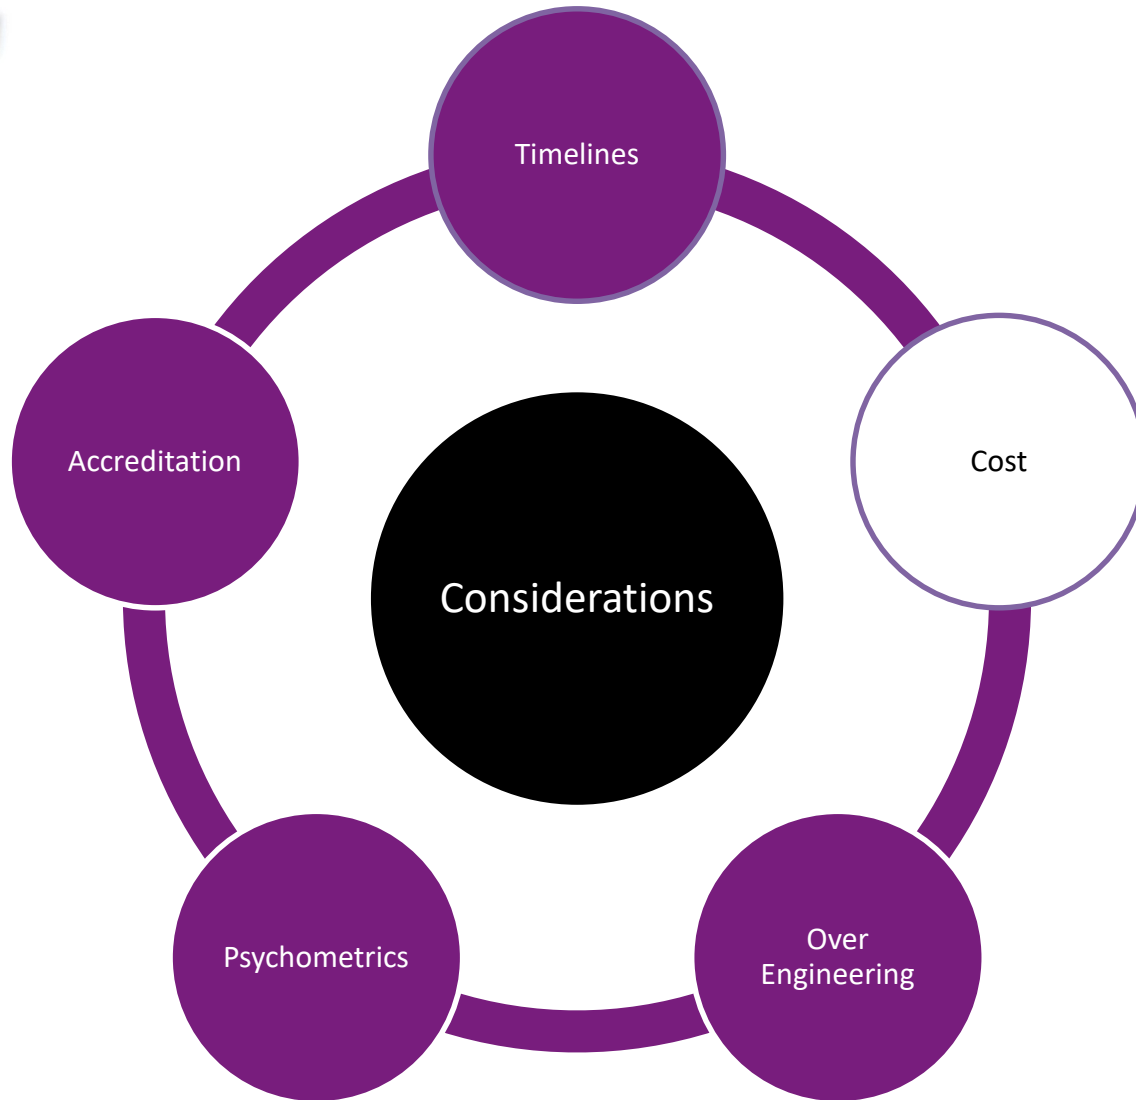 Timelines
Accreditation
Cost
Considerations
Psychometrics
Over
Engineering